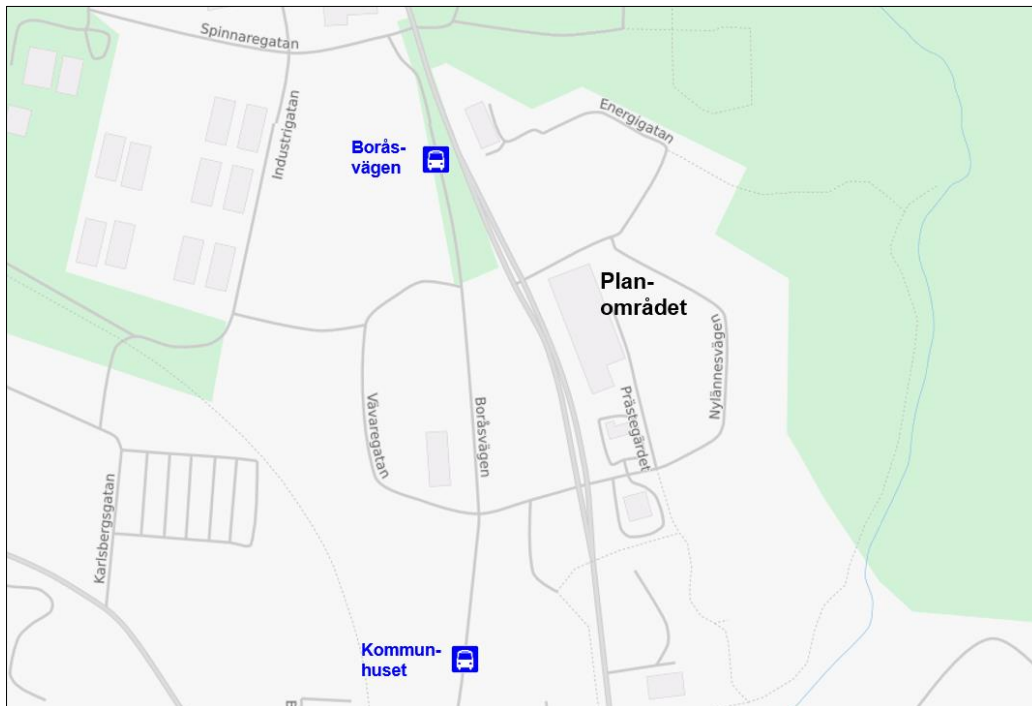 Spinnaregatan
Industrigatan
Energigatan
Borås-
vägen
Plan-
området
Nylännesvägen
Prästegärdet
Vävaregatan
Boråsvägen
Karlsbergsgatan
Kommun-
huset